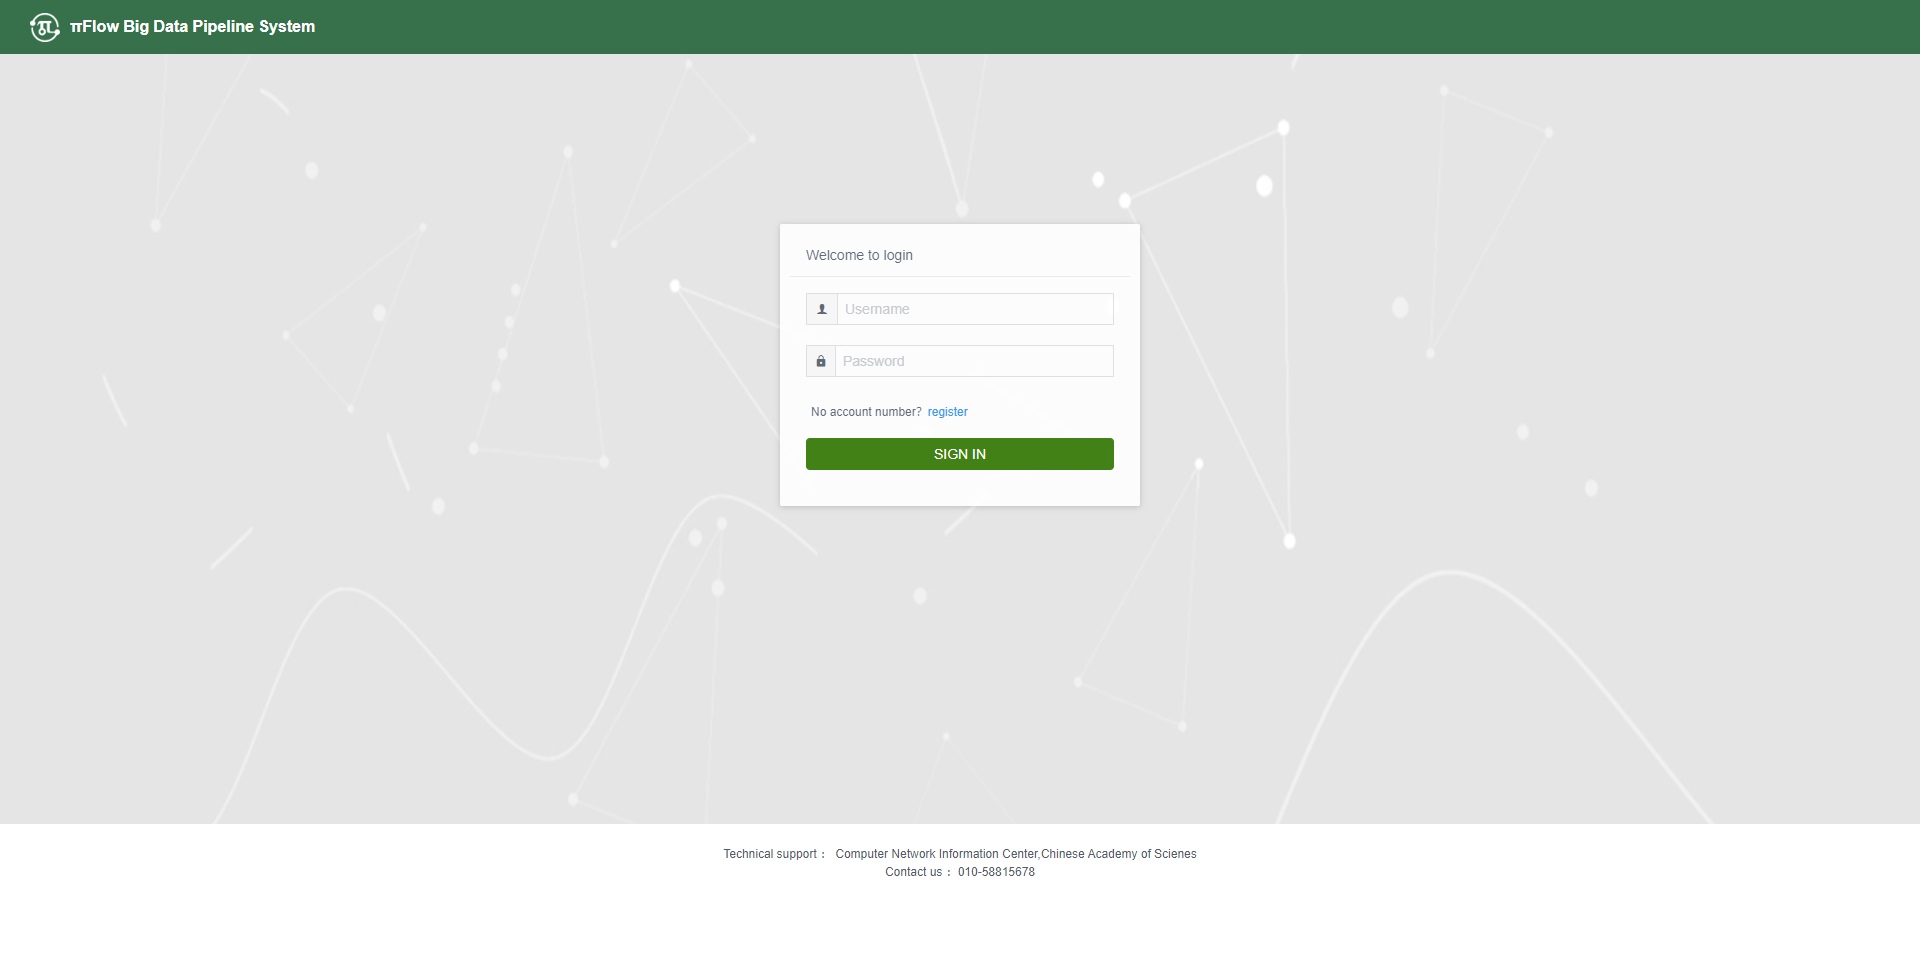 πFlow Big Data Pipeline System
Welcome to login
Username
Password
No account number? register
SIGN IN
Technical support： Computer Network Information Center,Chinese Academy of Scienes
Contact us：010-58815678